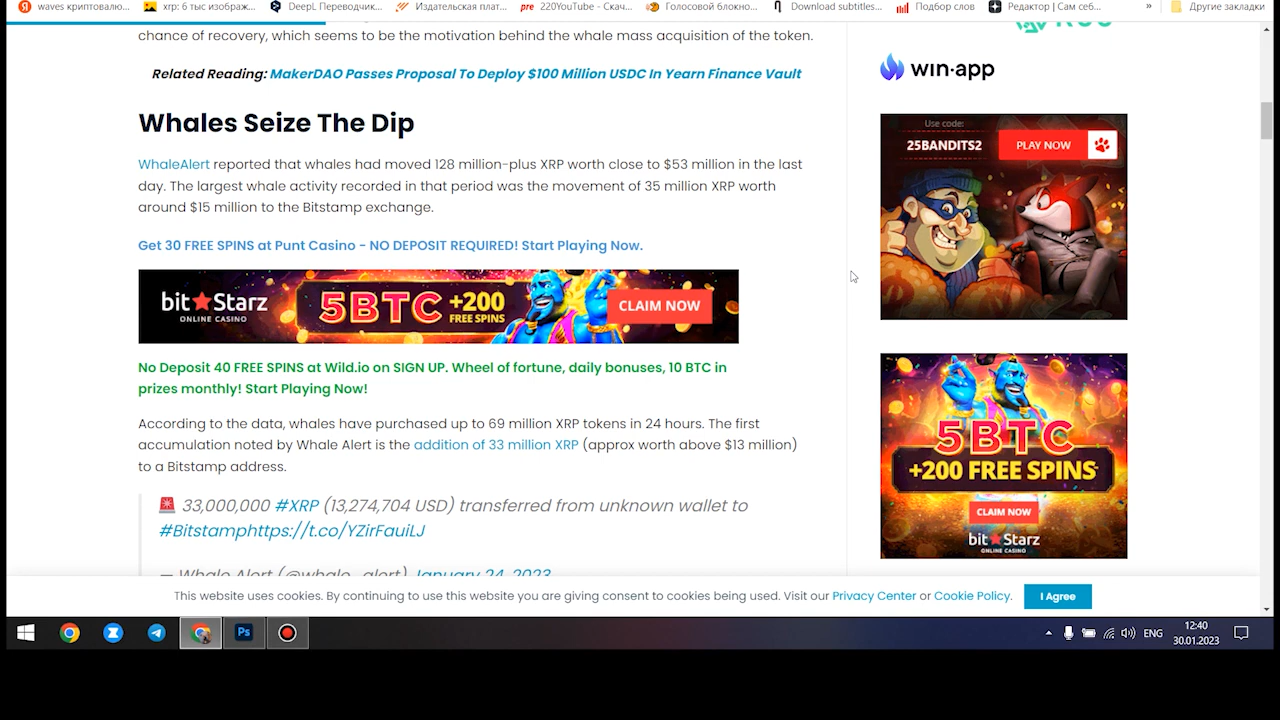 waves криптовалю...
xrp: 6 тыс изображ...
DeepL Переводчик...
Издательская плат...
220YouTube - Скач...
Голосовой блокно...
Download subtitles...
Подбор слов
Редактор | Сам себ...
»
Другие закладки
chance of recovery, which seems to be the motivation behind the whale mass acquisition of the token.
Related Reading: MakerDAO Passes Proposal To Deploy $100 Million USDC In Yearn Finance Vault
Whales Seize The Dip
WhaleAlert reported that whales had moved 128 million-plus XRP worth close to $53 million in the last
day. The largest whale activity recorded in that period was the movement of 35 million XRP worth
around $15 million to the Bitstamp exchange.
Get 30 FREE SPINS at Punt Casino - NO DEPOSIT REQUIRED! Start Playing Now.
bitStarz
ONLINE CASINO
5BTC
+200
FREE SPINS
CLAIM NOW
No Deposit 40 FREE SPINS at Wild.io on SIGN UP. Wheel of fortune, daily bonuses, 10 BTC in
prizes monthly! Start Playing Now!
According to the data, whales have purchased up to 69 million XRP tokens in 24 hours. The first
accumulation noted by Whale Alert is the addition of 33 million XRP (approx worth above $13 million)
to a Bitstamp address.
🚨 33,000,000 #XRP (13,274,704 USD) transferred from unknown wallet to
#Bitstamphttps://t.co/YZirFauiLJ
— Whale Alert (@whale_alert) January 24, 2023
win·app
Use code:
25BANDITS2
PLAY NOW
5BTC
+200 FREE SPINS
CLAIM NOW
bitStarz
ONLINE CASINO
This website uses cookies. By continuing to use this website you are giving consent to cookies being used. Visit our Privacy Center or Cookie Policy.
I Agree
Ps
ENG
12:40
30.01.2023